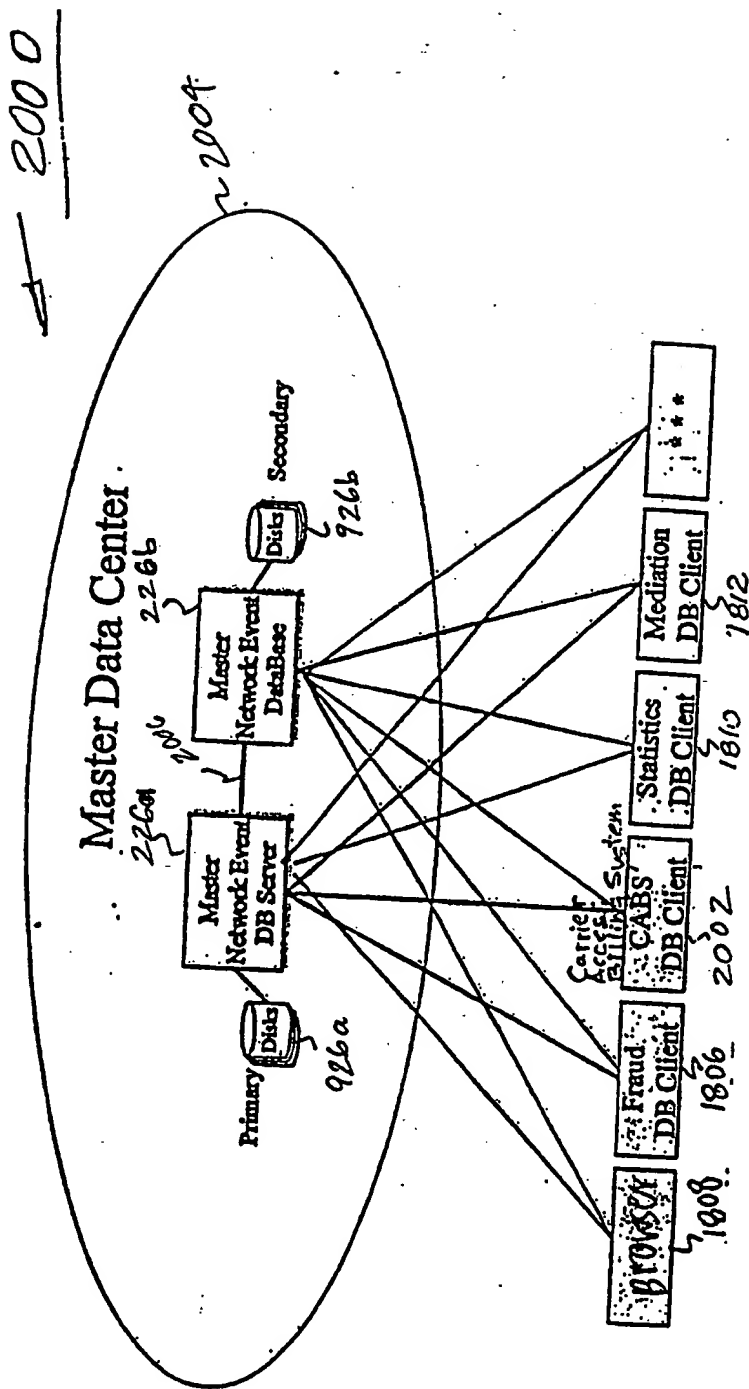 2000
2004
Master Data Center
226a
226b
2006
Master
Network Event
DB Server
Master
Network Event
DataBase
Primary
Disks
926a
Disks
Secondary
926b
Browser
1808
Fraud
DB Client
1806
Carrier
Access
Billing System
CABS
DB Client
2002
Statistics
DB Client
1810
Mediation
DB Client
1812
***